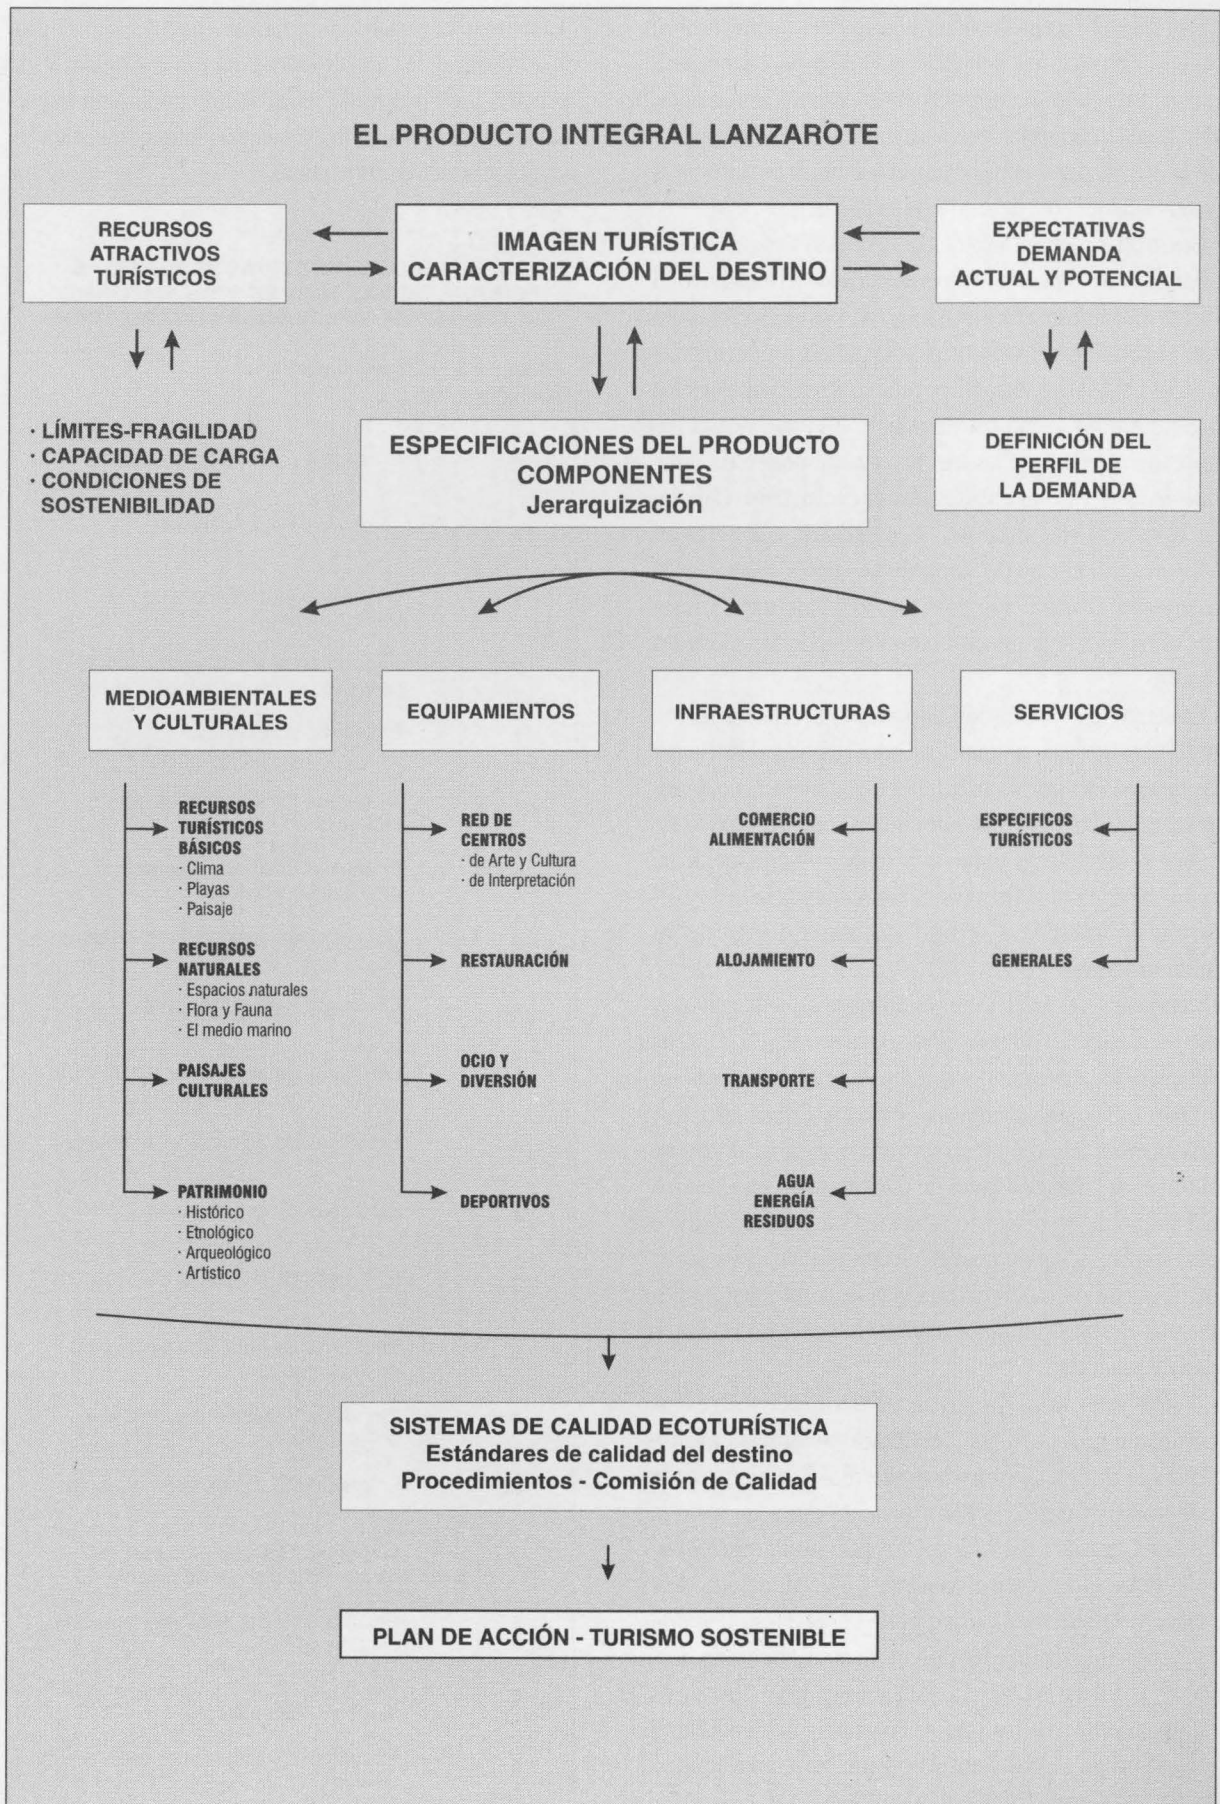 EL PRODUCTO INTEGRAL LANZAROTE
RECURSOS
ATRACTIVOS
TURÍSTICOS
IMAGEN TURÍSTICA
CARACTERIZACIÓN DEL DESTINO
EXPECTATIVAS
DEMANDA
ACTUAL Y POTENCIAL
· LÍMITES-FRAGILIDAD
· CAPACIDAD DE CARGA
· CONDICIONES DE
SOSTENIBILIDAD
ESPECIFICACIONES DEL PRODUCTO
COMPONENTES
Jerarquización
DEFINICIÓN DEL
PERFIL DE
LA DEMANDA
MEDIOAMBIENTALES
Y CULTURALES
EQUIPAMIENTOS
INFRAESTRUCTURAS
SERVICIOS
RECURSOS
TURÍSTICOS
BÁSICOS
· Clima
· Playas
· Paisaje
RECURSOS
NATURALES
· Espacios naturales
· Flora y Fauna
· El medio marino
PAISAJES
CULTURALES
PATRIMONIO
· Histórico
· Etnológico
· Arqueológico
· Artístico
RED DE
CENTROS
· de Arte y Cultura
· de Interpretación
RESTAURACIÓN
OCIO Y
DIVERSIÓN
DEPORTIVOS
COMERCIO
ALIMENTACIÓN
ALOJAMIENTO
TRANSPORTE
AGUA
ENERGÍA
RESIDUOS
ESPECIFICOS
TURÍSTICOS
GENERALES
SISTEMAS DE CALIDAD ECOTURÍSTICA
Estándares de calidad del destino
Procedimientos - Comisión de Calidad
PLAN DE ACCIÓN - TURISMO SOSTENIBLE